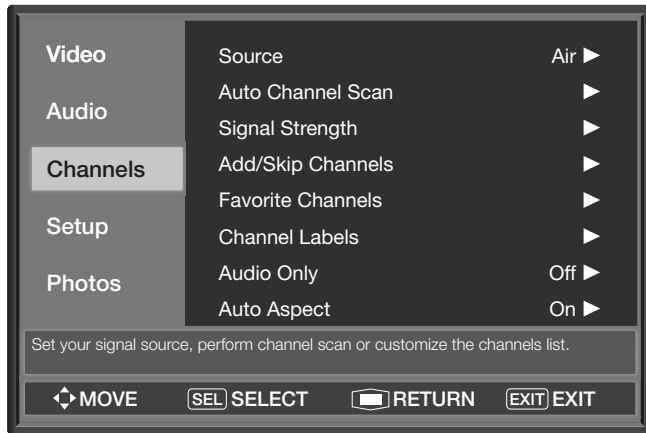 Video
Audio
Channels
Setup
Photos
Source Air
Auto Channel Scan
Signal Strength
Add/Skip Channels
Favorite Channels
Channel Labels
Audio Only Off
Auto Aspect On
Set your signal source, perform channel scan or customize the channels list.
MOVE SEL SELECT RETURN EXIT EXIT